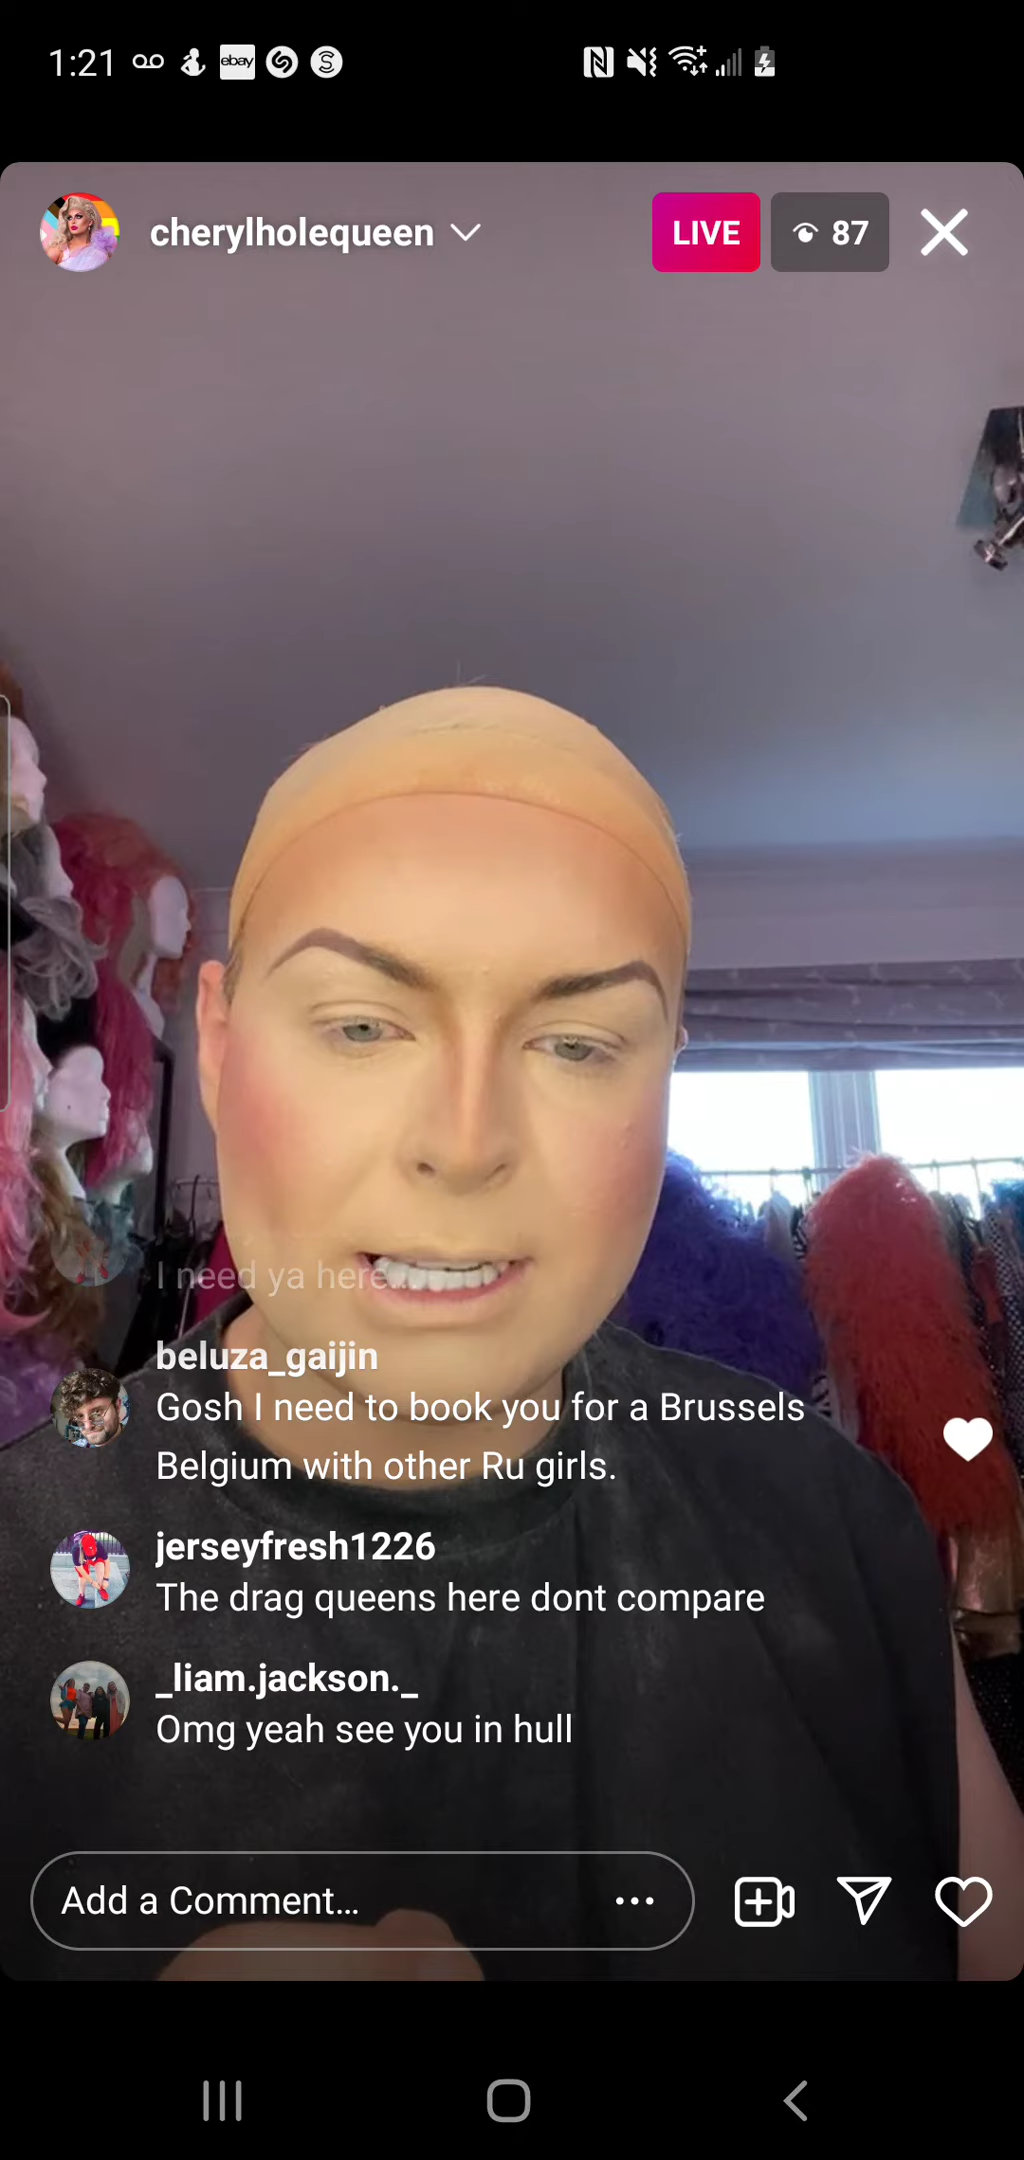 1:21
ebay
cherylholequeen
LIVE
87
I need ya here...
beluza_gaijin
Gosh I need to book you for a Brussels
Belgium with other Ru girls.
jerseyfresh1226
The drag queens here dont compare
_liam.jackson._
Omg yeah see you in hull
Add a Comment...